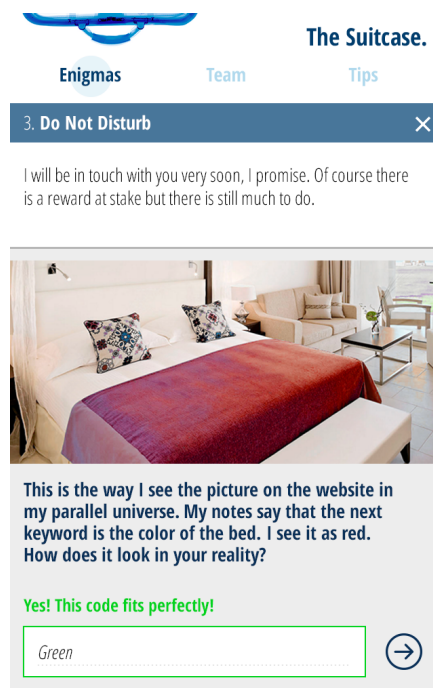 The Suitcase.
Enigmas Team Tips
3. Do Not Disturb
I will be in touch with you very soon, I promise. Of course there
is a reward at stake but there is still much to do.
This is the way I see the picture on the website in
my parallel universe. My notes say that the next
keyword is the color of the bed. I see it as red.
How does it look in your reality?
Yes! This code fits perfectly!
Green